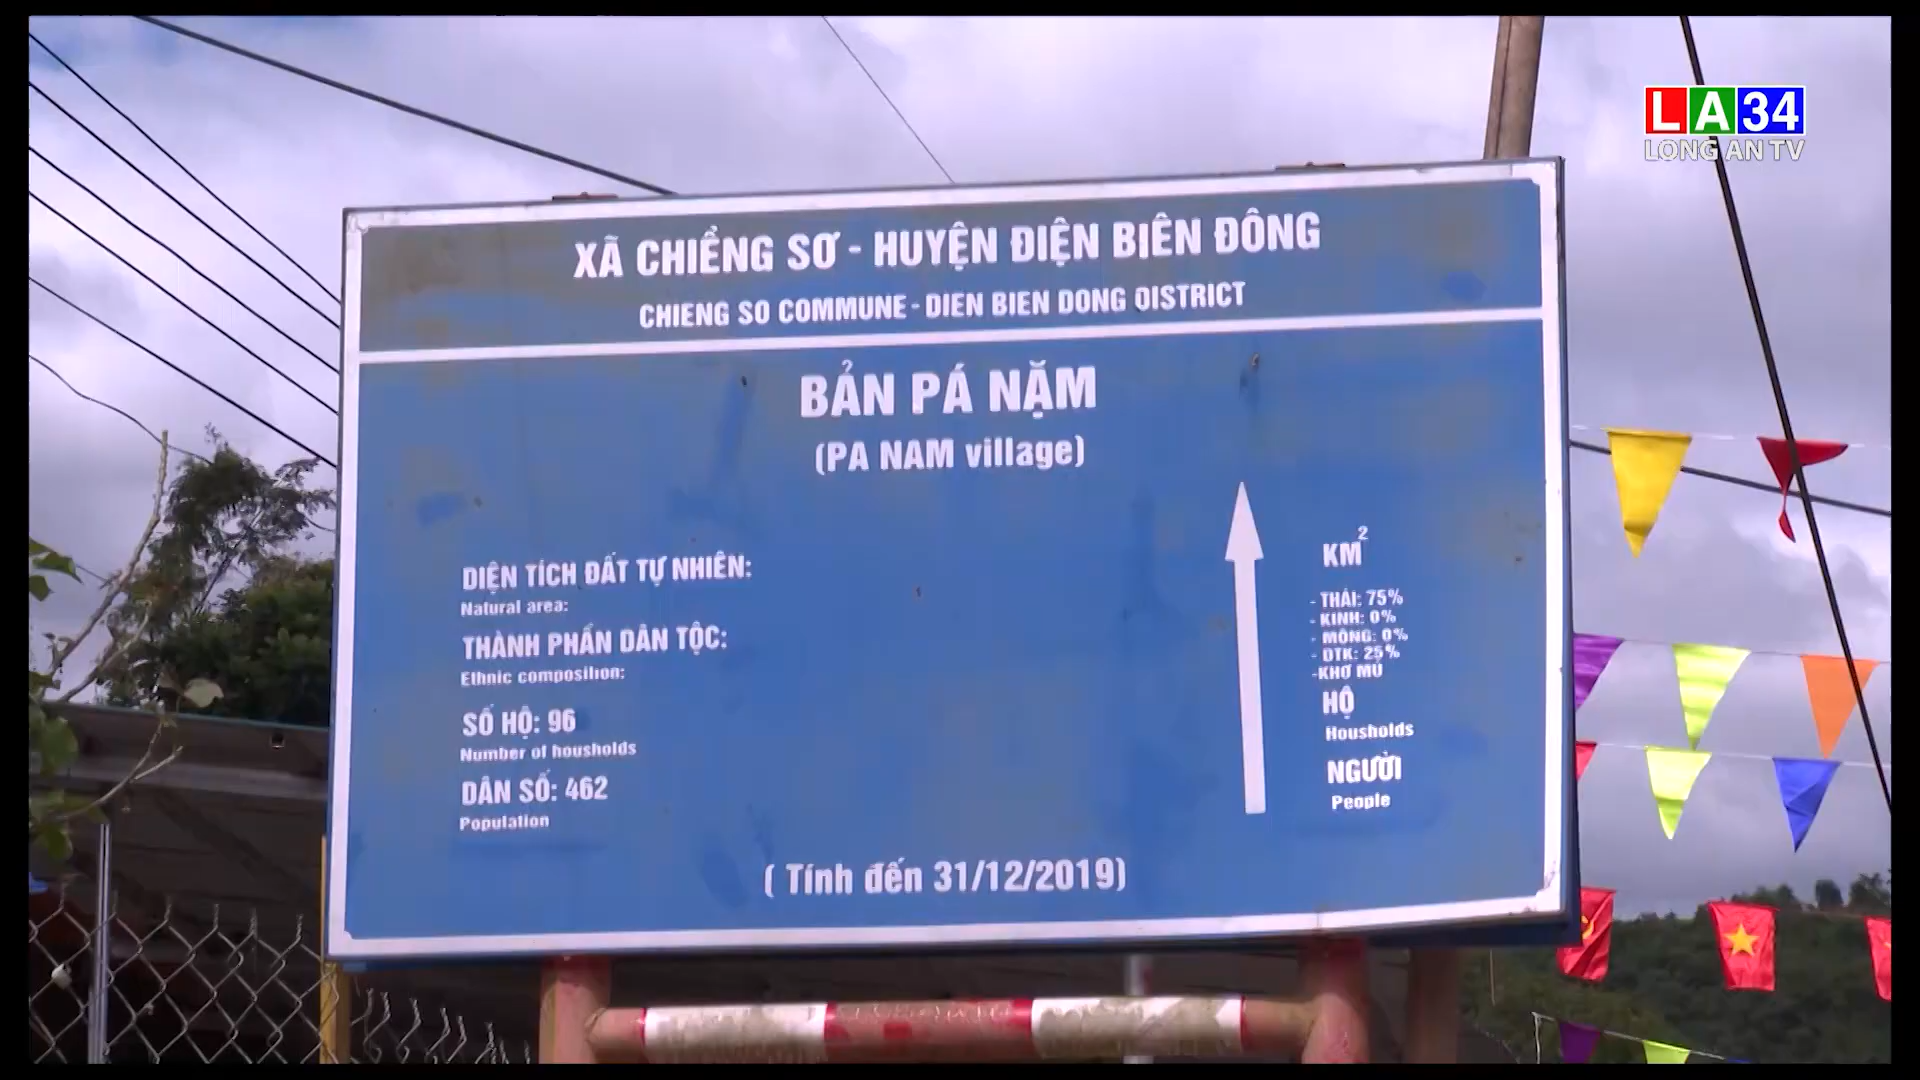 LA34
LONG AN TV
XÃ CHIỀNG SƠ - HUYỆN ĐIỆN BIÊN ĐÔNG
CHIENG SO COMMUNE - DIEN BIEN DONG OISTRICT
BẢN PÁ NẶM
(PA NAM village)
DIỆN TÍCH ĐẤT TỰ NHIÊN:
Natural area:
KM²
THÀNH PHẦN DÂN TỘC:
Ethnic composition:
- THÁI: 75%
- KINH: 0%
- MÔNG: 0%
- DTK: 25%
-KHƠ MÚ
SỐ HỘ: 96
Number of housholds
HỘ
Housholds
DÂN SỐ: 462
Population
NGƯỜI
People
( Tính đến 31/12/2019)